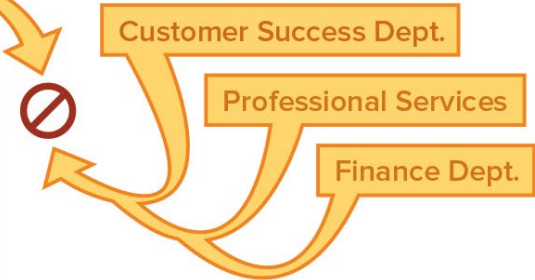 Customer Success Dept.
Professional Services
Finance Dept.